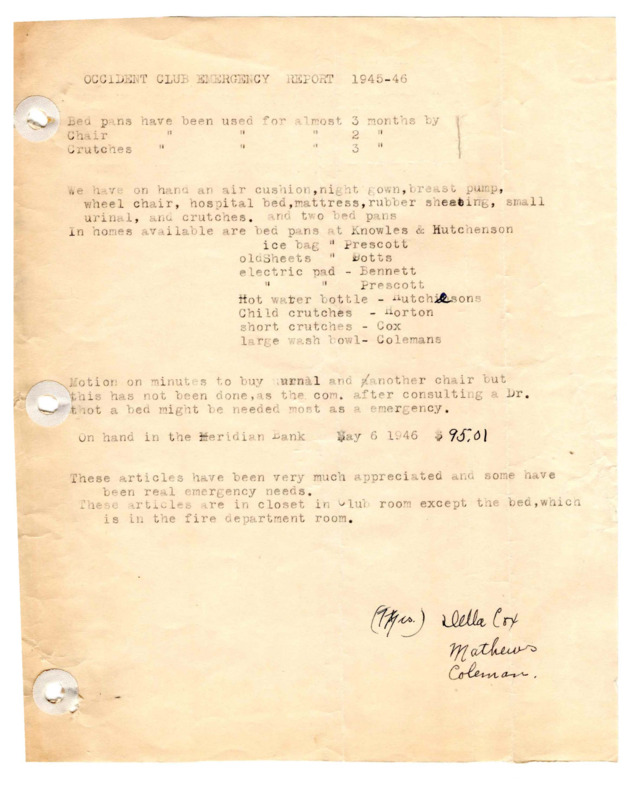 OCCIDENT CLUB EMERGENCY REPORT 1945-46
Bed pans have been used for almost 3 months by
Chair " " " 2 "
Crutches " " " 3 "
We have on hand an air cushion,night gown,breast pump,
wheel chair, hospital bed,mattress,rubber sheeting, small
urinal, and crutches. and two bed pans
In homes available are bed pans at Knowles & Hutchenson
ice bag " Prescott
oldSheets " Botts
electric pad - Bennett
" " Prescott
Hot water bottle - Hutchensons
Child crutches - Horton
short crutches - Cox
large wash bowl- Colemans
Motion on minutes to buy urnal and another chair but
this has not been done,as the com. after consulting a Dr.
thot a bed might be needed most as a emergency.
On hand in the Meridian Bank May 6 1946 $ 95.01
These articles have been very much appreciated and some have
been real emergency needs.
These articles are in closet in Club room except the bed,which
is in the fire department room.
(Mrs.) Della Cox
Mathews
Coleman.